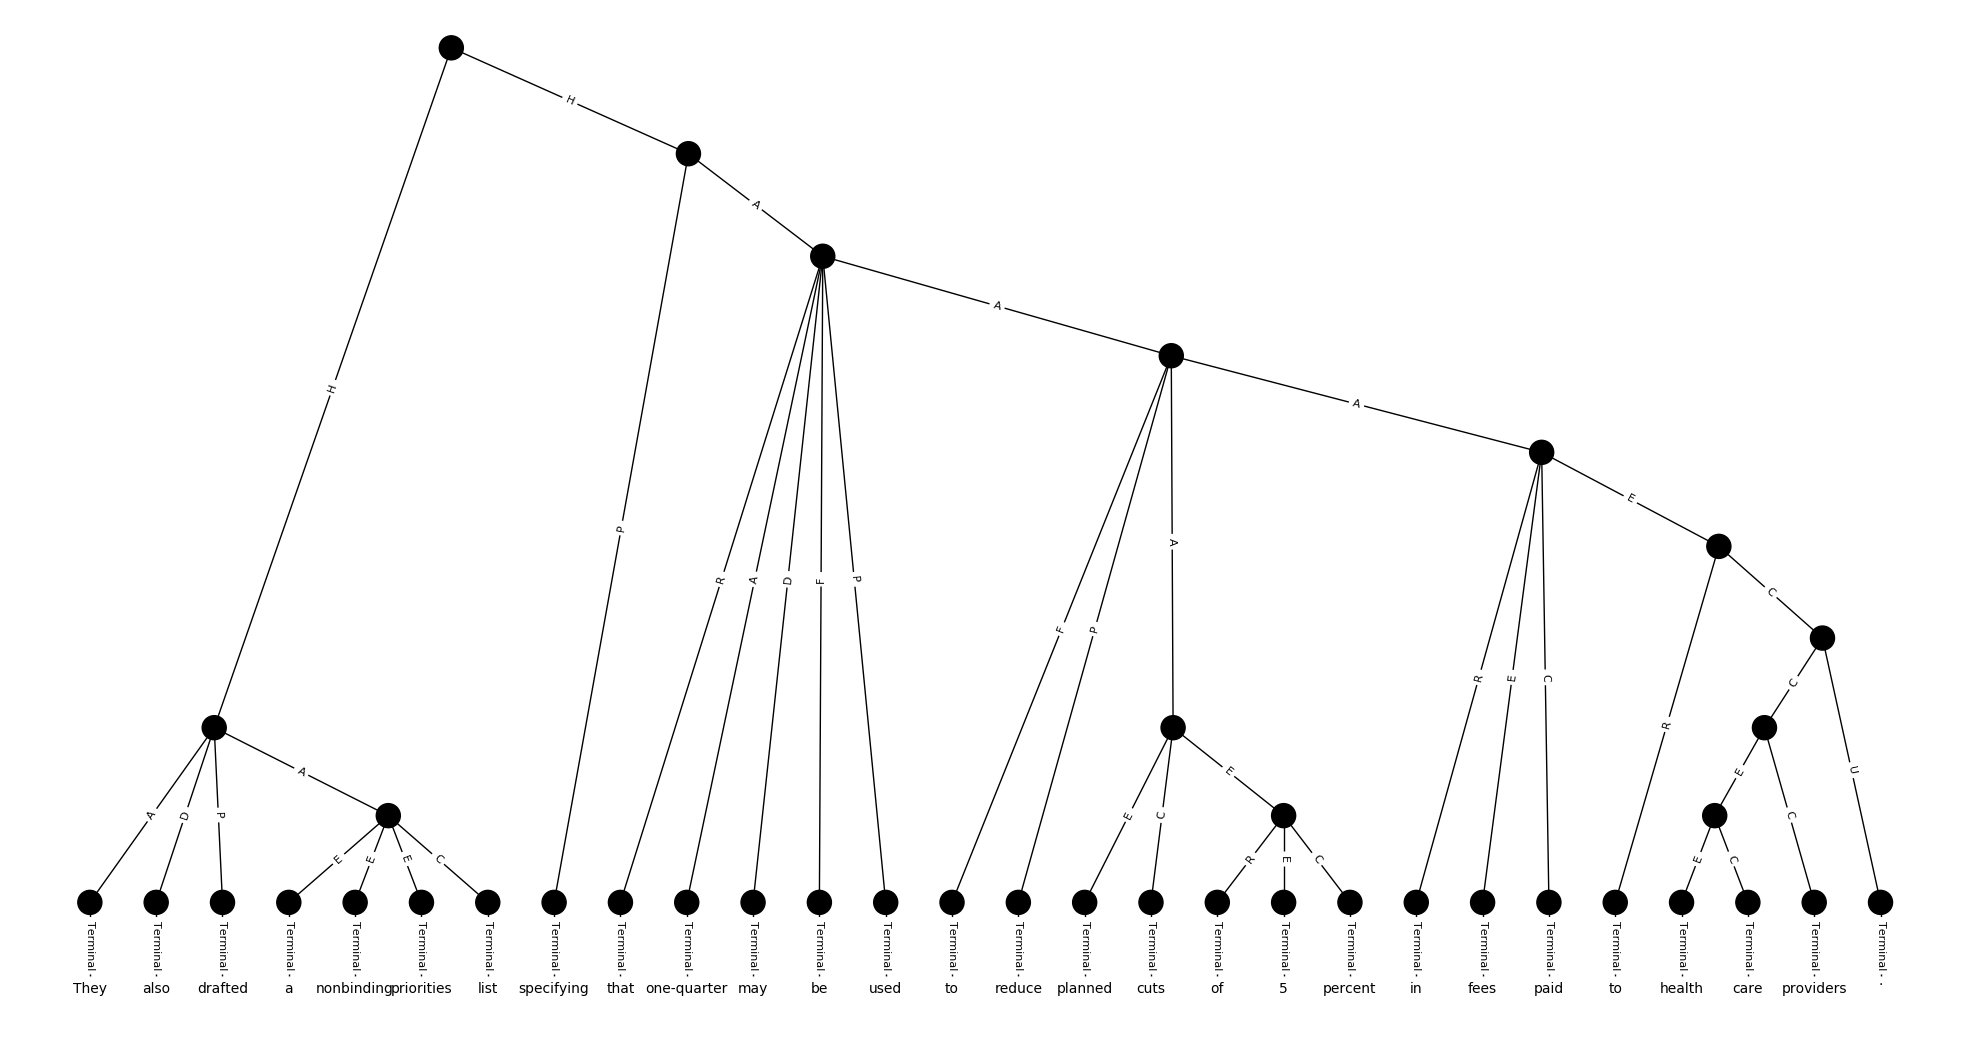 H
A
A
A
H
E
P
A
R
A
D
F
P
C
F
P
R
E
C
C
R
A
E
E
U
A
D
P
E
C
E
C
E
E
E
C
R
E
C
E
C
Terminal Terminal Terminal Terminal Terminal Terminal Terminal Terminal Terminal Terminal Terminal Terminal Terminal Terminal Terminal Terminal Terminal Terminal Terminal Terminal Terminal Terminal Terminal Terminal Terminal Terminal Terminal Terminal
They also drafted a nonbinding priorities list specifying that one-quarter may be used to reduce planned cuts of 5 percent in fees paid to health care providers .